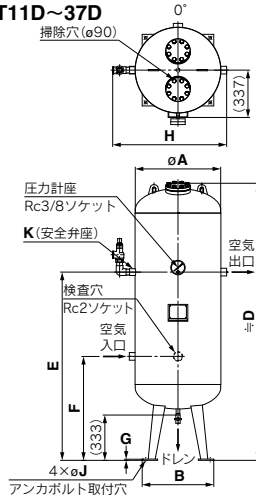 T11D～37D
0°
掃除穴(ø90)
(337)
H
øA
圧力計座
Rc3/8ソケット
K(安全弁座)
空気
出口
検査穴
Rc2ソケット
空気
入口
≒D
E
F
(333)
G
ドレン
4×øJ
B
アンカボルト取付穴